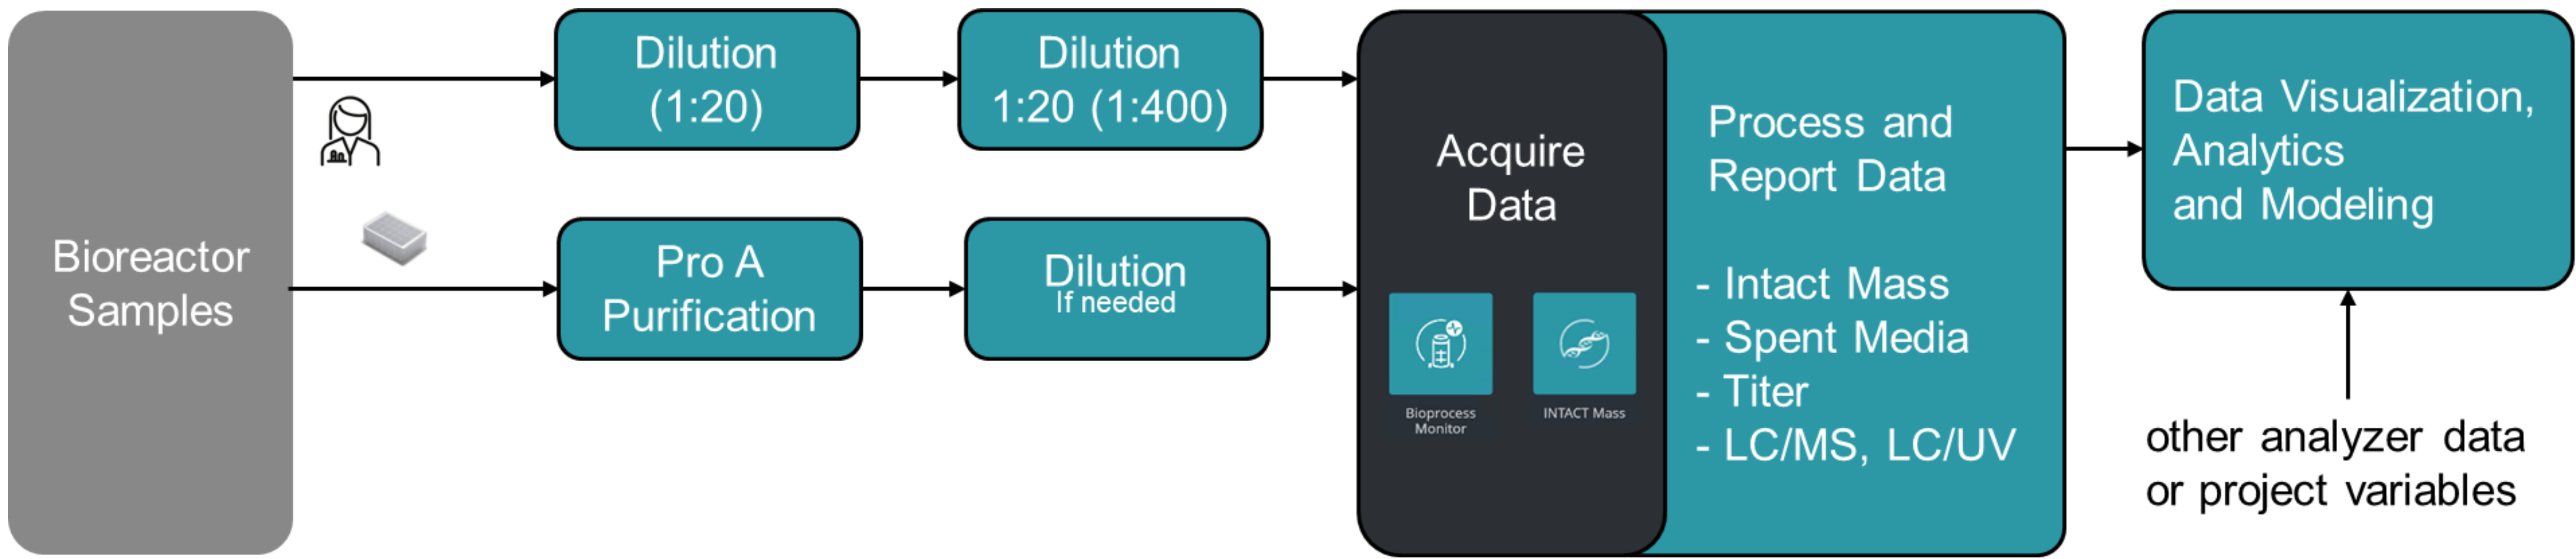 Bioreactor
Samples
Dilution
(1:20)
Dilution
1:20 (1:400)
Pro A
Purification
Dilution
If needed
Acquire
Data
Bioprocess
Monitor
INTACT Mass
Process and
Report Data
- Intact Mass
- Spent Media
- Titer
- LC/MS, LC/UV
Data Visualization,
Analytics
and Modeling
other analyzer data
or project variables